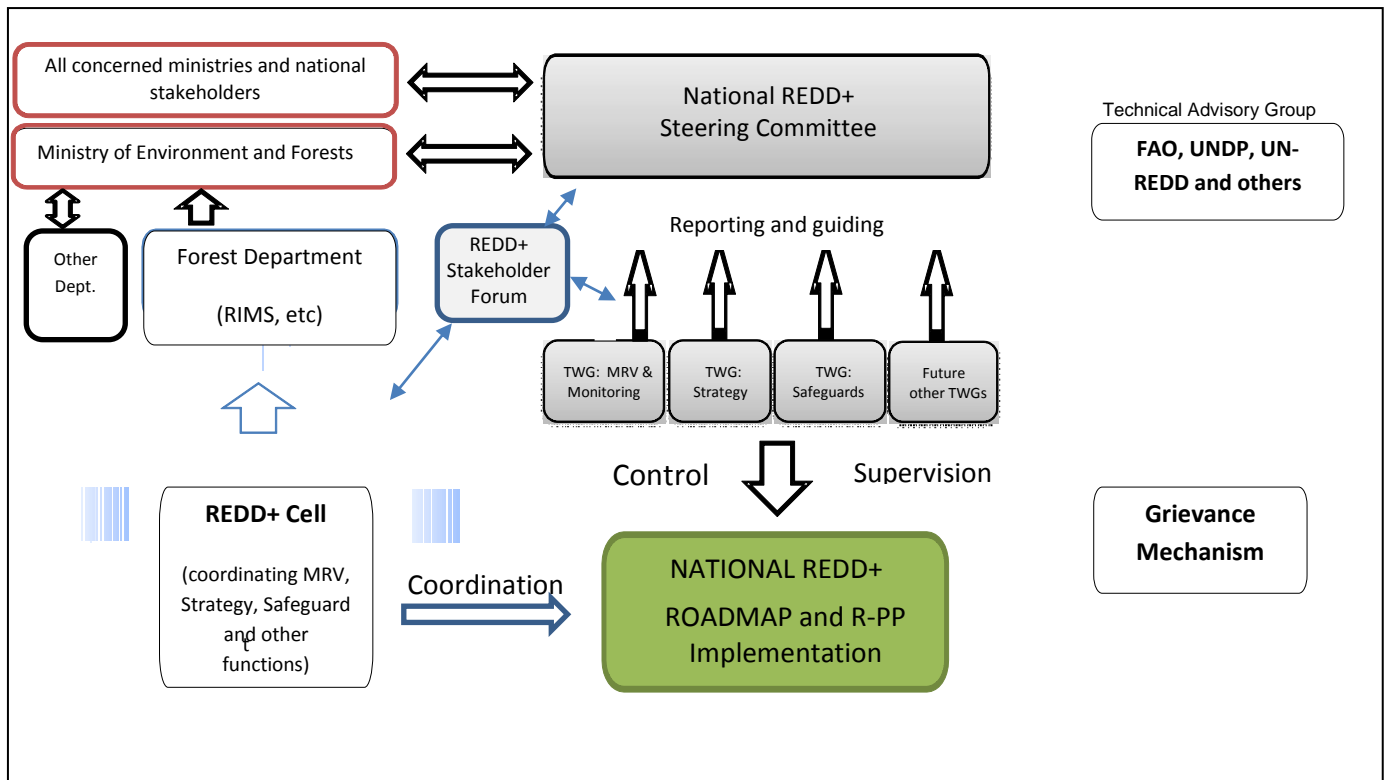 All concerned ministries and national
stakeholders
Ministry of Environment and Forests
National REDD+
Steering Committee
Technical Advisory Group
FAO, UNDP, UN-
REDD and others
Other
Dept.
Forest Department
(RIMS, etc)
REDD+
Stakeholder
Forum
Reporting and guiding
TWG: MRV &
Monitoring
TWG:
Strategy
TWG:
Safeguards
Future
other TWGs
Control
Supervision
REDD+ Cell
(coordinating MRV,
Strategy, Safeguard
and other
functions)
Coordination
NATIONAL REDD+
ROADMAP and R-PP
Implementation
Grievance
Mechanism